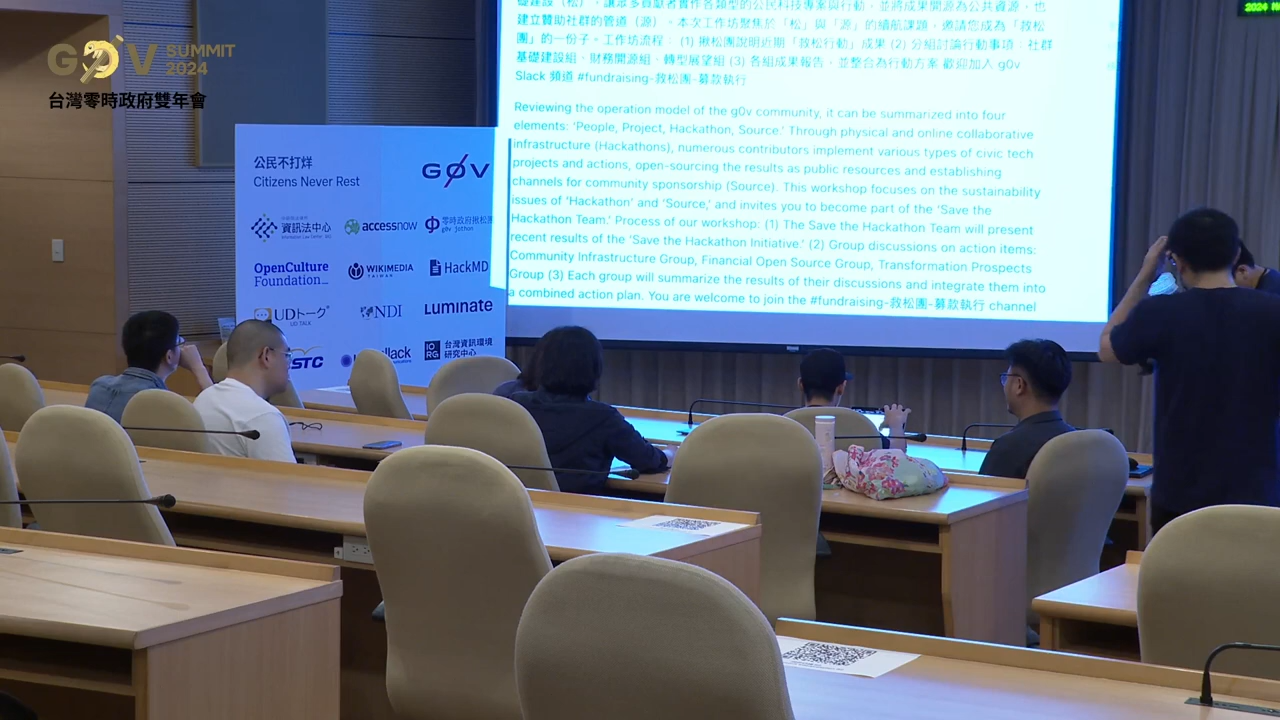 GØV SUMMIT 2024
台灣零時政府雙年會
公民不打烊
Citizens Never Rest
GØV
資訊法中心
accessnow
零時政府揪松團
g0v jothon
OpenCulture Foundation_
WIKIMEDIA
TAIWAN
HackMD
UDトーク
UD TALK
NDI
Luminate
STC
IORG
台灣資訊環境
研究中心
建立贊助社群的管道（源）。本次工作坊聚焦於「松」與「源」的續航課題，邀請您成為「救松
團」的一份子。工作坊流程： (1) 揪松團說明近期「救松行動」成果 (2) 分組討論行動事項：社群
基礎建設組、財務開源組、轉型展望組 (3) 各組成果報告，並整合為行動方案 歡迎加入 g0v
Slack 頻道 #fundraising-救松團-募款執行
Reviewing the operation model of the g0v community, it can be summarized into four
elements: 'People, Project, Hackathon, Source.' Through physical and online collaborative
infrastructure (Hackathons), numerous contributors implement various types of civic tech
projects and actions, open-sourcing the results as public resources and establishing
channels for community sponsorship (Source). This workshop focuses on the sustainability
issues of 'Hackathon' and 'Source,' and invites you to become part of the 'Save the
Hackathon Team.' Process of our workshop: (1) The Save the Hackathon Team will present
recent results of the 'Save the Hackathon Initiative.' (2) Group discussions on action items:
Community Infrastructure Group, Financial Open Source Group, Transformation Prospects
Group (3) Each group will summarize the results of their discussions and integrate them into
a combined action plan. You are welcome to join the #fundraising-救松團-募款執行 channel
2024